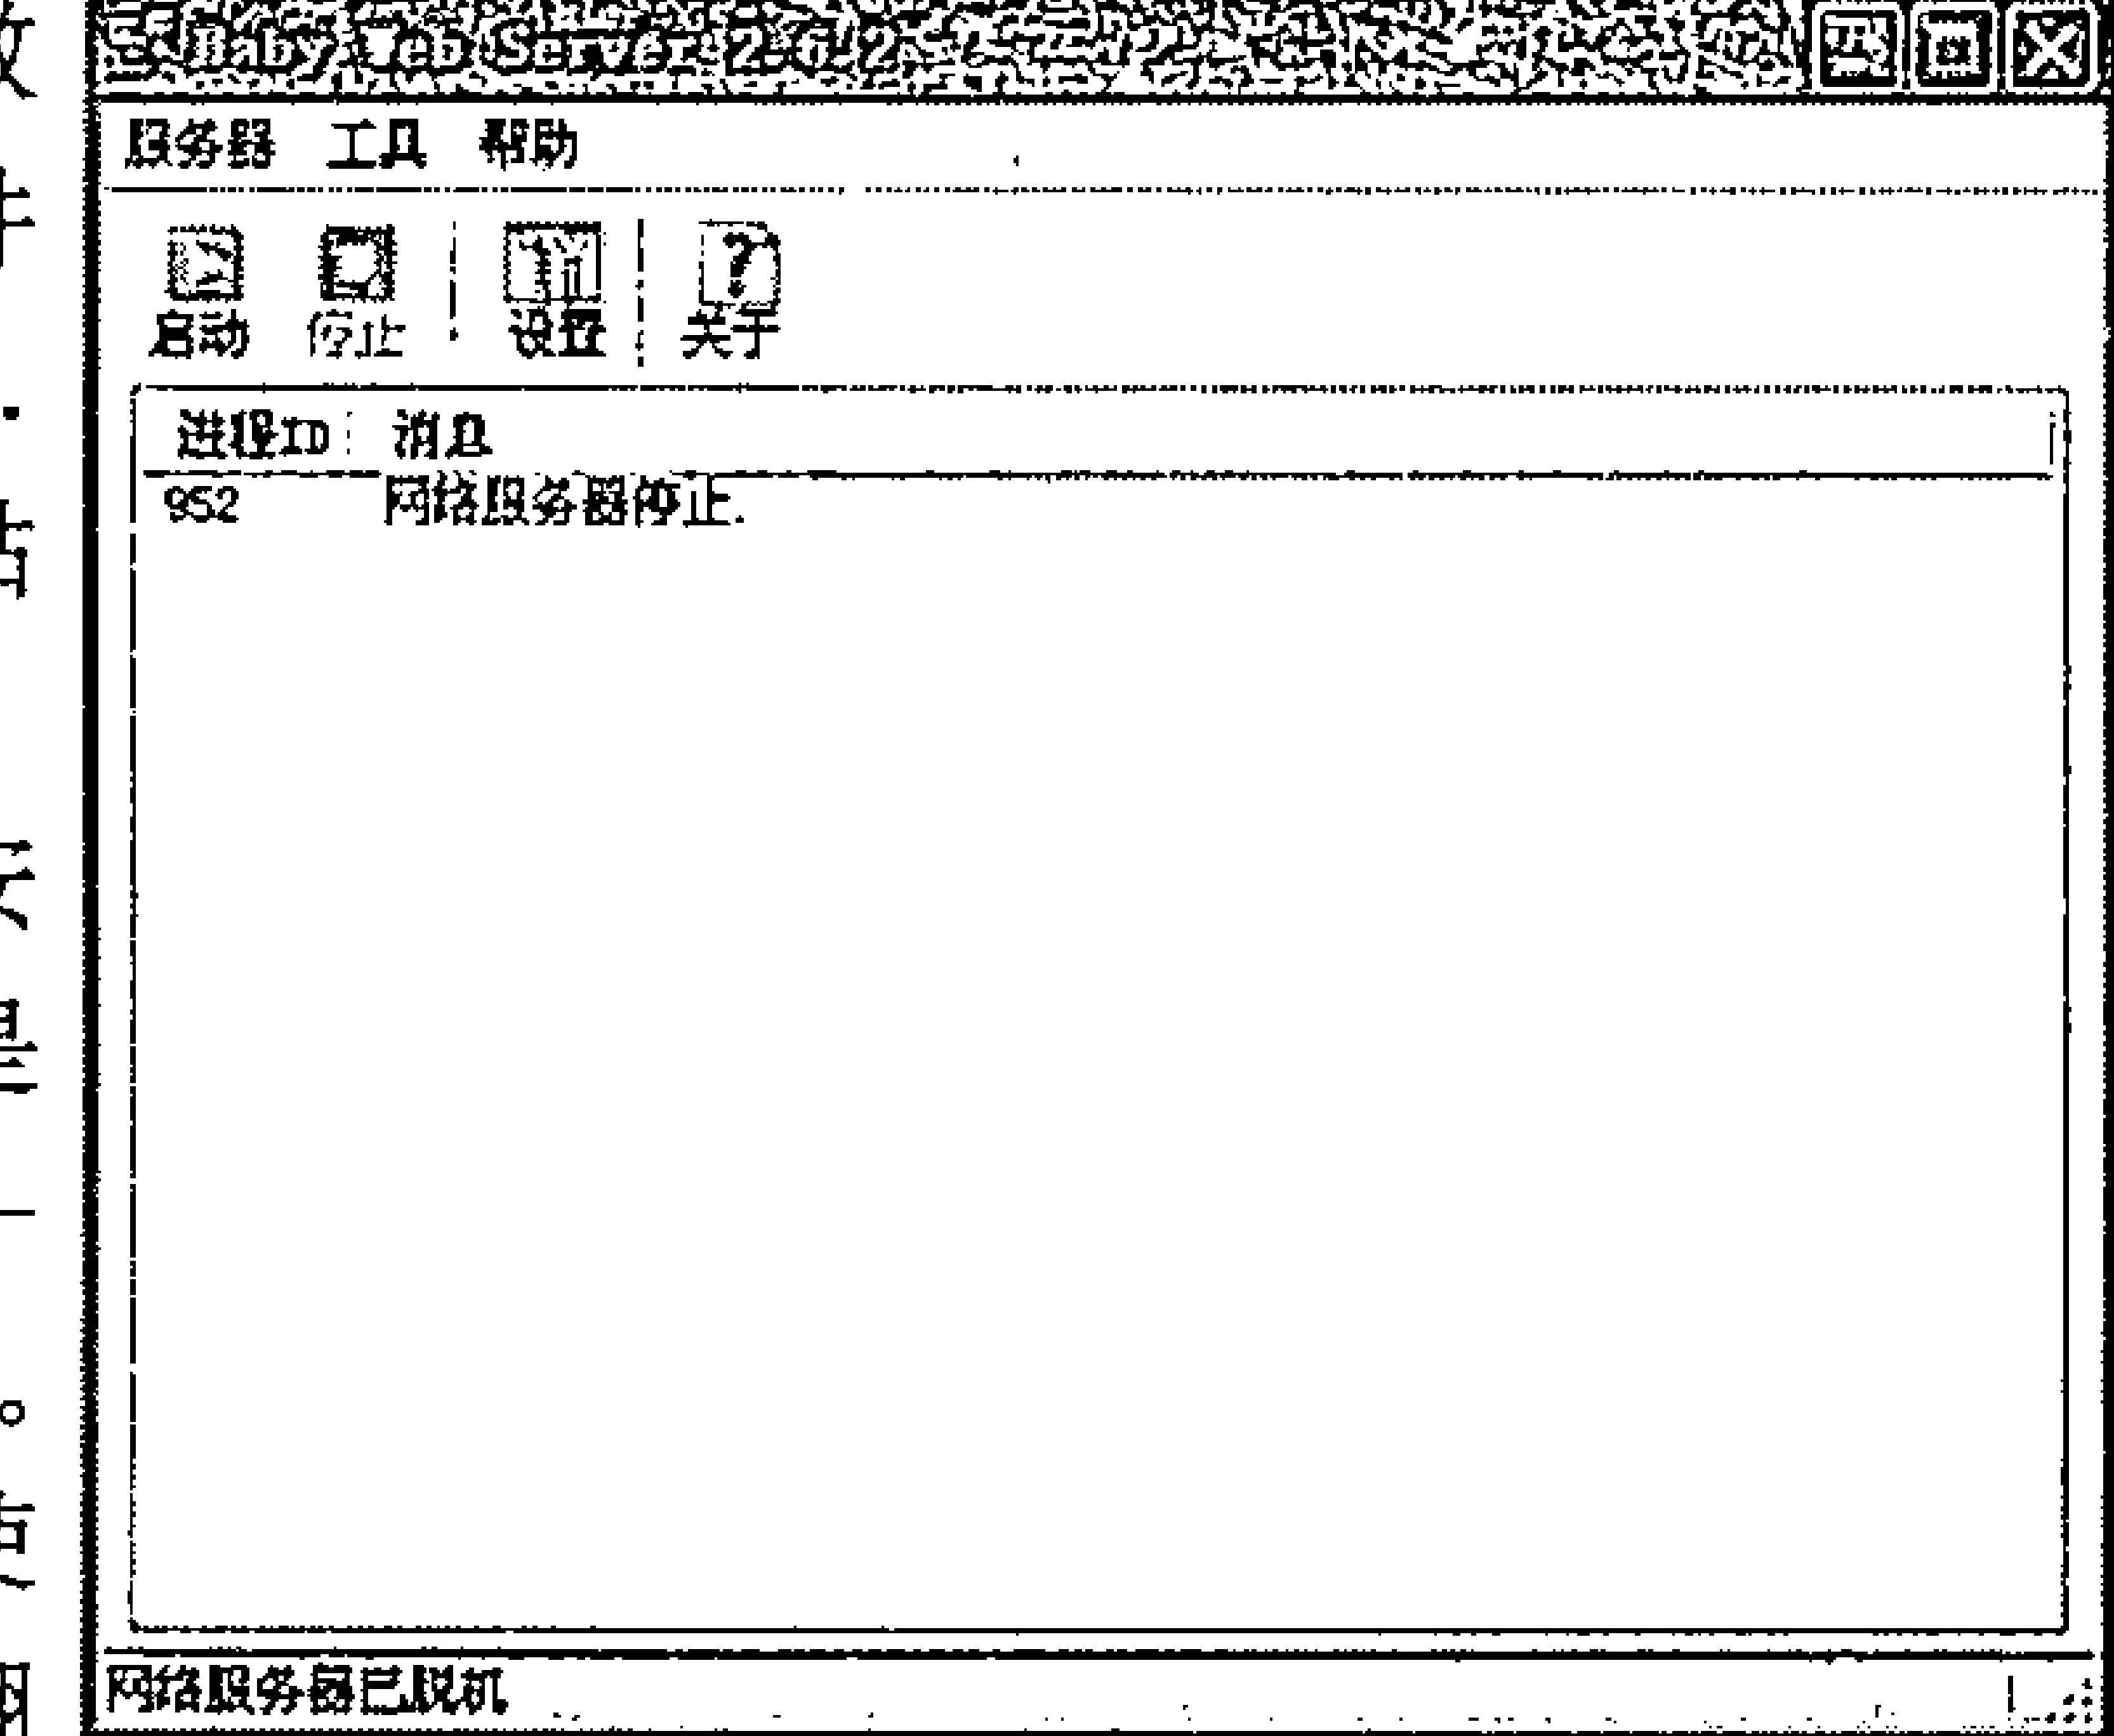 Baby Web Server 2.6.2
服务器 工具 帮助
启动 停止 设置 关于
进程ID 消息
952 网络服务器停止.
网络服务器已脱机